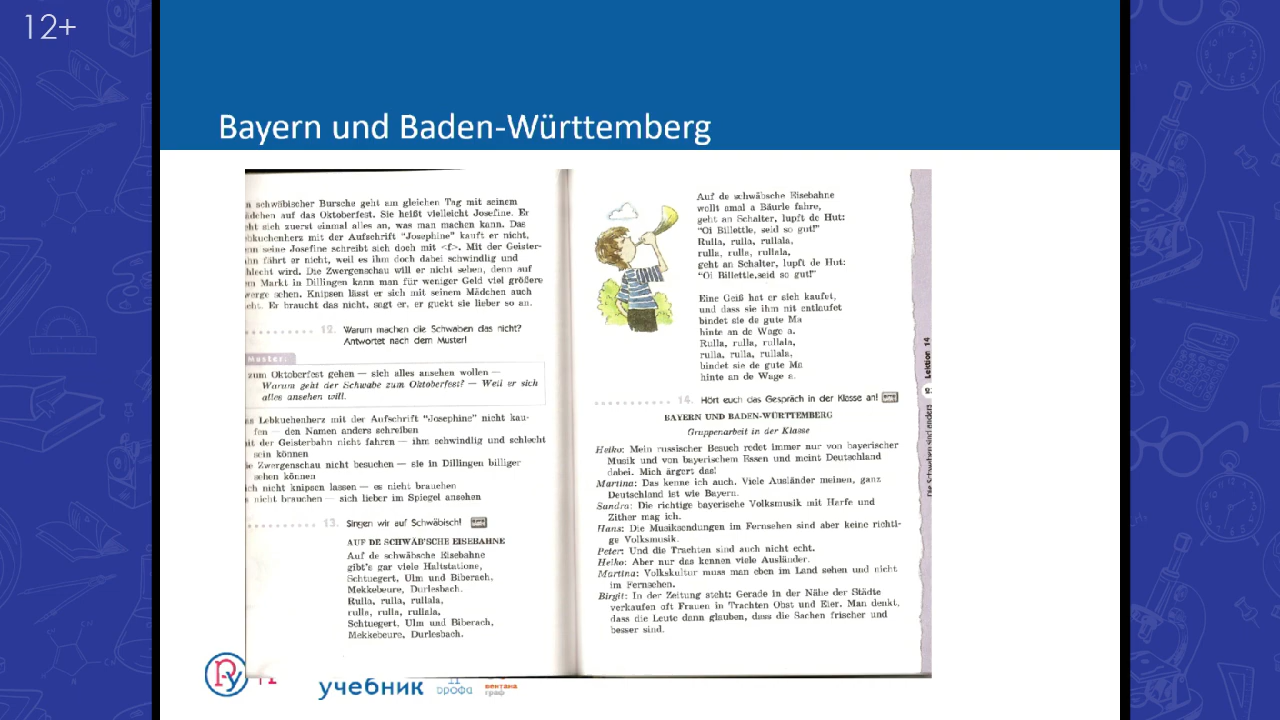 12+
Bayern und Baden-Württemberg
schwäbischer Bursche geht am gleichen Tag mit seinem
auf das Oktoberfest. Sie heißt vielleicht Josefine. Er
sich zuerst einmal alles an, was man machen kann. Das
mit der Aufschrift "Josephine" kauft er nicht,
seine Josefine schreibt sich doch mit <f>. Mit der Geister-
fährt er nicht, weil es ihm doch dabei schwindlig und
wird. Die Zwergenschau will er nicht sehen, denn auf
Markt in Dillingen kann man für weniger Geld viel größere
sehen. Knipsen lässt er sich mit seinem Mädchen auch
Er braucht das nicht, sagt er, er guckt sie lieber so an.
12. Warum machen die Schwaben das nicht?
Antwortet nach dem Muster!
Muster:
zum Oktoberfest gehen — sich alles ansehen wollen —
Warum geht der Schwabe zum Oktoberfest? — Weil er sich
alles ansehen will.
Lebkuchenherz mit der Aufschrift "Josephine" nicht kau-
fen — den Namen anders schreiben
der Geisterbahn nicht fahren — ihm schwindlig und schlecht
sein können
Zwergenschau nicht besuchen — sie in Dillingen billiger
sehen können
nicht knipsen lassen — es nicht brauchen
nicht brauchen — sich lieber im Spiegel ansehen
13. Singen wir auf Schwäbisch!
AUF DE SCHWÄB'SCHE EISEBAHNE
Auf de schwäbsche Eisebahne
gibt's gar viele Haltstatione,
Schtuegert, Ulm und Biberach,
Mekkebeure, Durlesbach.
Rulla, rulla, rullala,
rulla, rulla, rullala,
Schtuegert, Ulm und Biberach,
Mekkebeure, Durlesbach.
Auf de schwäbsche Eisebahne
wollt amal a Bäurle fahre,
geht an Schalter, lupft de Hut:
"Oi Billettle, seid so gut!"
Rulla, rulla, rullala,
rulla, rulla, rullala,
geht an Schalter, lupft de Hut:
"Oi Billettle,seid so gut!"
Eine Geiß hat er sich kaufet,
und dass sie ihm nit entlaufet
bindet sie de gute Ma
hinte an de Wage a.
Rulla, rulla, rullala,
rulla, rulla, rullala,
bindet sie de gute Ma
hinte an de Wage a.
14. Hört euch das Gespräch in der Klasse an!
BAYERN UND BADEN-WÜRTTEMBERG
Gruppenarbeit in der Klasse
Heiko: Mein russischer Besuch redet immer nur von bayerischer
Musik und von bayerischem Essen und meint Deutschland
dabei. Mich ärgert das!
Martina: Das kenne ich auch. Viele Ausländer meinen, ganz
Deutschland ist wie Bayern.
Sandra: Die richtige bayerische Volksmusik mit Harfe und
Zither mag ich.
Hans: Die Musiksendungen im Fernsehen sind aber keine richti-
ge Volksmusik.
Peter: Und die Trachten sind auch nicht echt.
Heiko: Aber nur das kennen viele Ausländer.
Martina: Volkskultur muss man eben im Land sehen und nicht
im Fernsehen.
Birgit: In der Zeitung steht: Gerade in der Nähe der Städte
verkaufen oft Frauen in Trachten Obst und Eier. Man denkt,
dass die Leute dann glauben, dass die Sachen frischer und
besser sind.
Lektion 14
Die Schwaben sind anders
ру
учебник
дрофа
вентана
граф